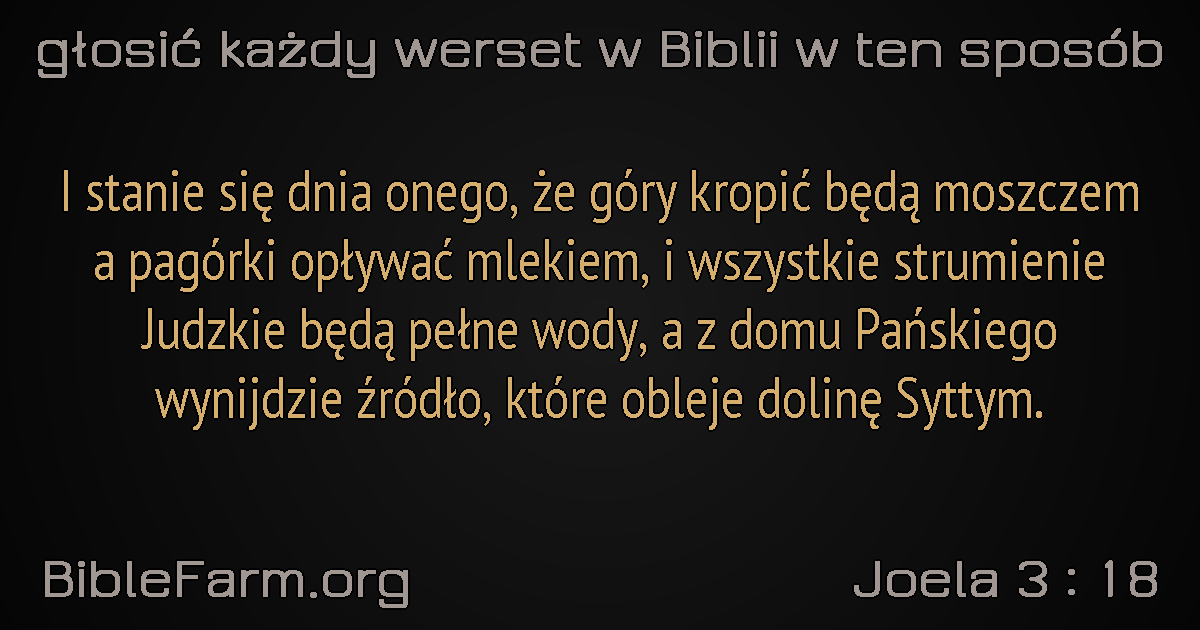 głosić każdy werset w Biblii w ten sposób
I stanie się dnia onego, że góry kropić będą moszczem
a pagórki opływać mlekiem, i wszystkie strumienie
Judzkie będą pełne wody, a z domu Pańskiego
wynijdzie źródło, które obleje dolinę Syttym.
BibleFarm.org
Joela 3 : 18